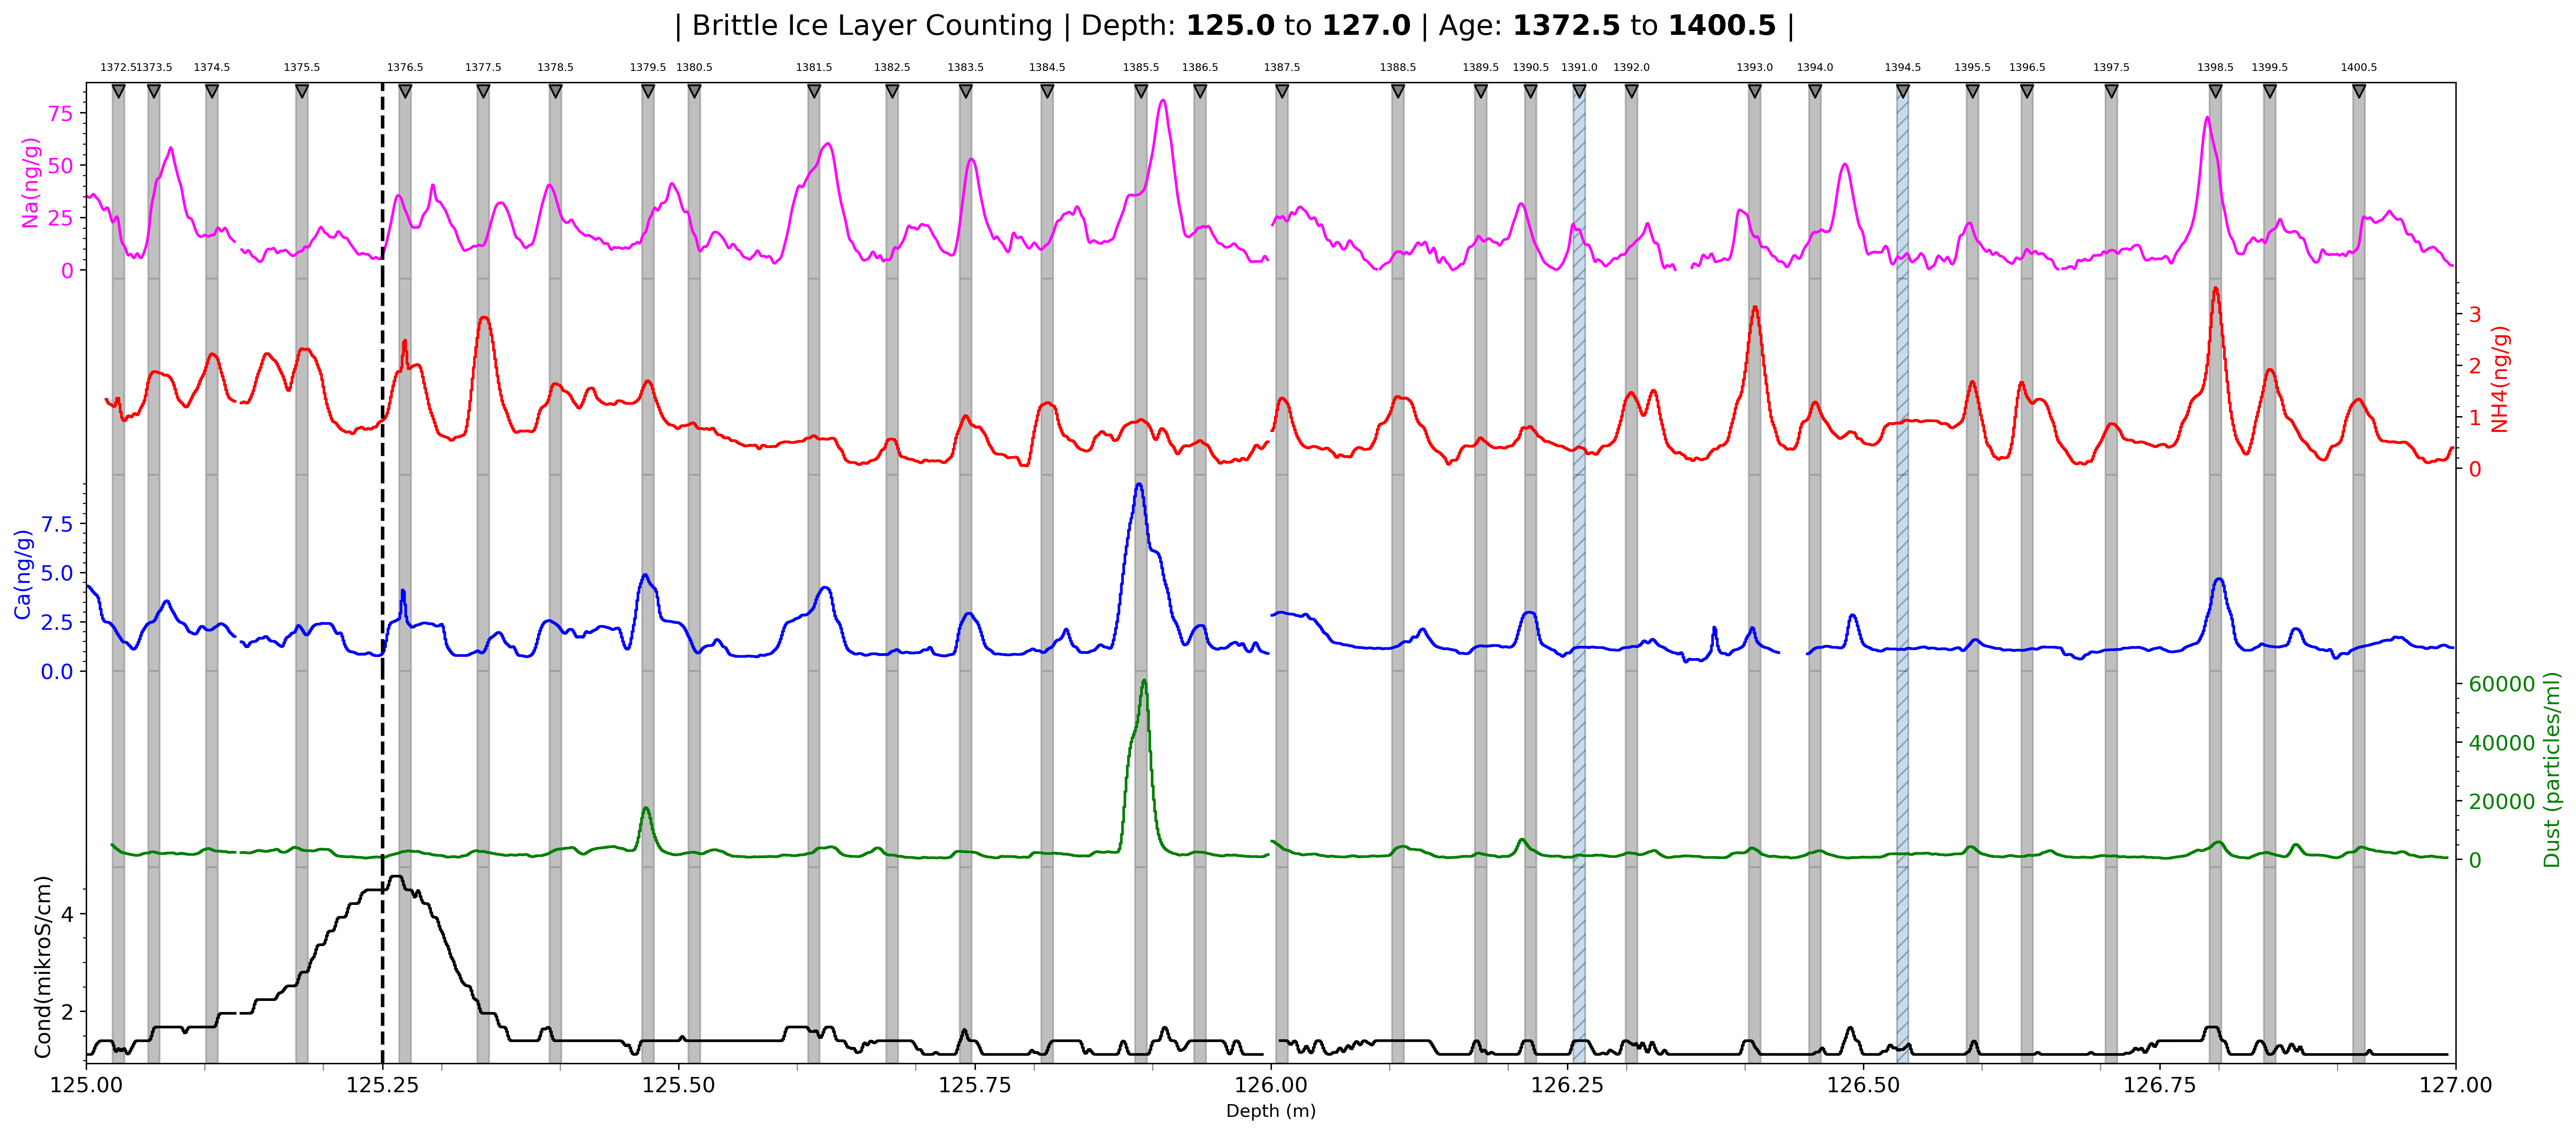 | Brittle Ice Layer Counting | Depth: 125.0 to 127.0 | Age: 1372.5 to 1400.5 |
1372.5 1373.5 1374.5 1375.5 1376.5 1377.5 1378.5 1379.5 1380.5 1381.5 1382.5 1383.5 1384.5 1385.5 1386.5 1387.5 1388.5 1389.5 1390.5 1391.0 1392.0 1393.0 1394.0 1394.5 1395.5 1396.5 1397.5 1398.5 1399.5 1400.5
Na(ng/g)
75
50
25
0
NH4(ng/g)
3
2
1
0
Ca(ng/g)
7.5
5.0
2.5
0.0
Dust (particles/ml)
60000
40000
20000
0
Cond(mikroS/cm)
4
2
125.00 125.25 125.50 125.75 126.00 126.25 126.50 126.75 127.00
Depth (m)